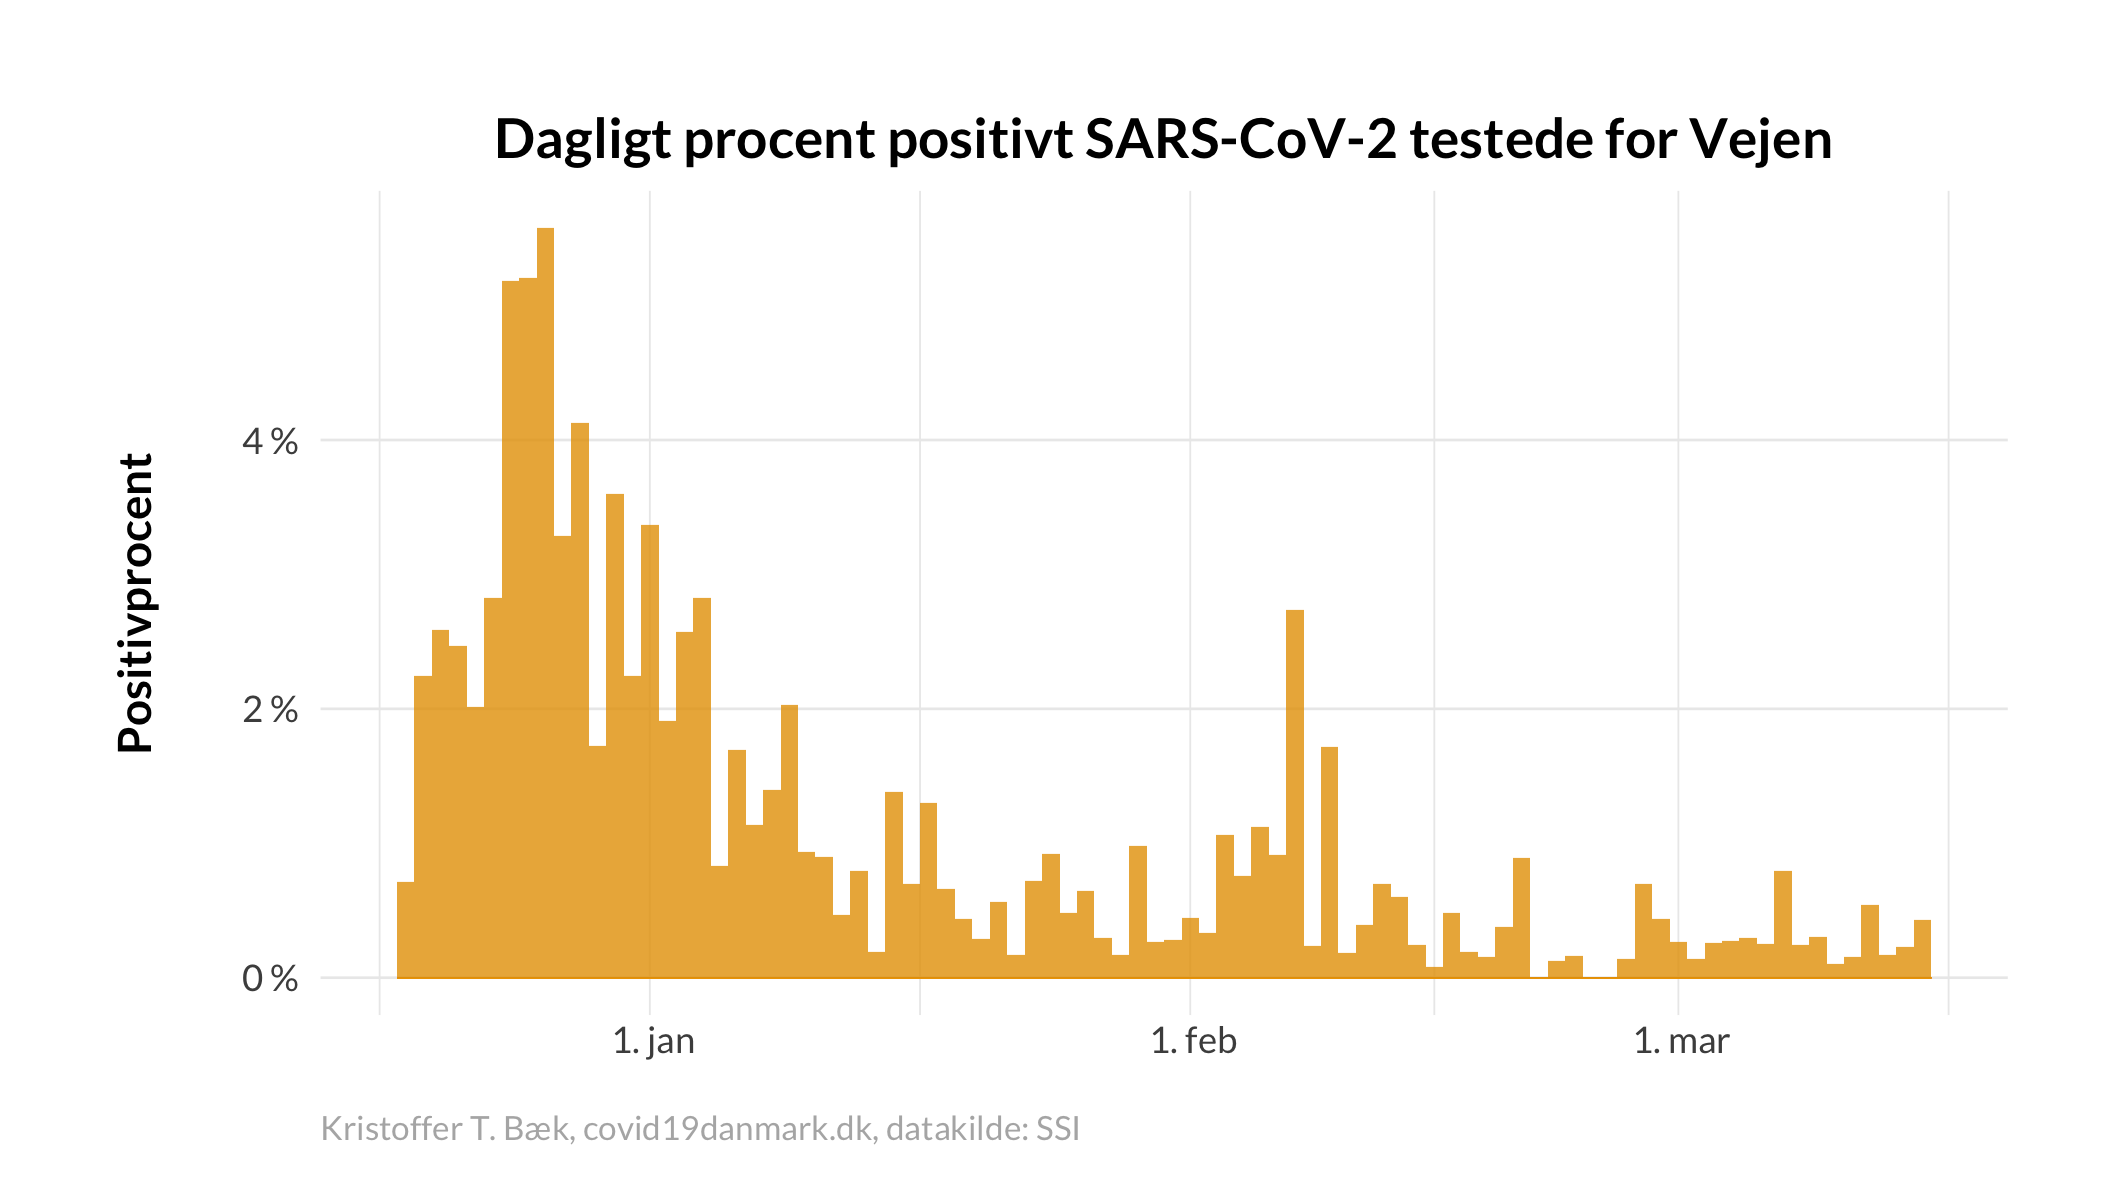 Dagligt procent positivt SARS-CoV-2 testede for Vejen
Positivprocent
4 %
2 %
0 %
1. jan
1. feb
1. mar
Kristoffer T. Bæk, covid19danmark.dk, datakilde: SSI